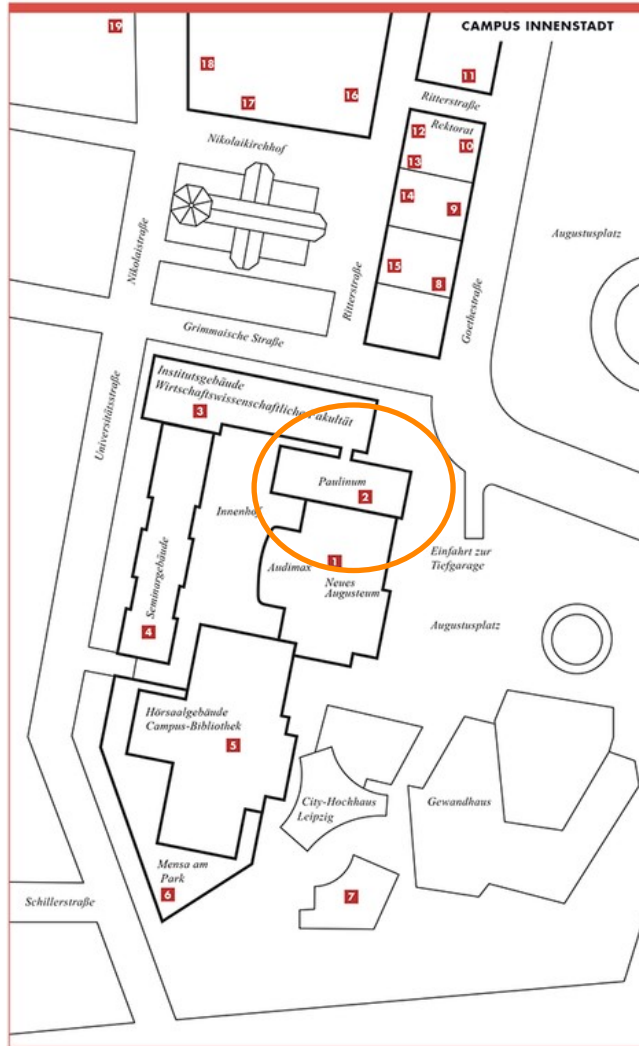 CAMPUS INNENSTADT
19
18
17
16
11
Ritterstraße
Rektorat
12
10
13
14
9
15
8
Nikolaikirchhof
Nikolaistraße
Ritterstraße
Goethestraße
Augustusplatz
Grimmaische Straße
Universitätsstraße
Institutsgebäude
Wirtschaftswissenschaftliche Fakultät
3
Paulinum
2
Innenhof
1
Audimax
Neues
Augusteum
Einfahrt zur
Tiefgarage
Seminargebäude
4
Augustusplatz
Hörsaalgebäude
Campus-Bibliothek
5
City-Hochhaus
Leipzig
Gewandhaus
Mensa am
Park
6
7
Schillerstraße